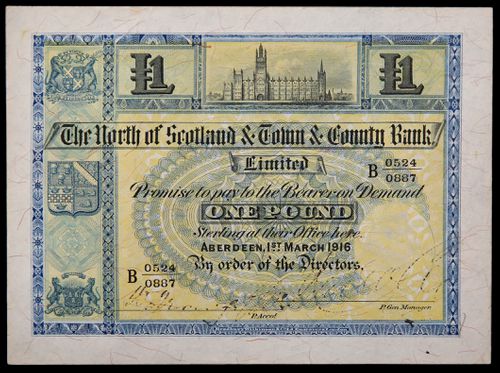 £1 £1
The North of Scotland & Town & County Bank
Limited
B 0524
0887
Promise to pay to the Bearer on Demand
ONE POUND
Sterling at their Office here.
ABERDEEN, 1ST MARCH 1916
B 0524
0887
By order of the Directors.
P. Gen Manager
P. Acct